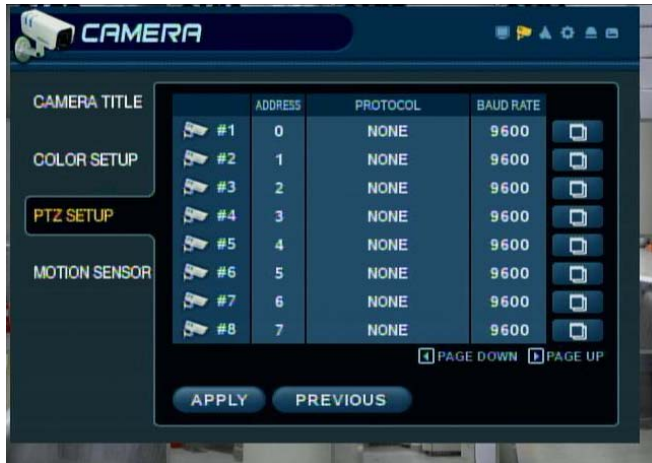 CAMERA
CAMERA TITLE
COLOR SETUP
PTZ SETUP
MOTION SENSOR
ADDRESS PROTOCOL BAUD RATE
#1 0 NONE 9600
#2 1 NONE 9600
#3 2 NONE 9600
#4 3 NONE 9600
#5 4 NONE 9600
#6 5 NONE 9600
#7 6 NONE 9600
#8 7 NONE 9600
PAGE DOWN PAGE UP
APPLY PREVIOUS